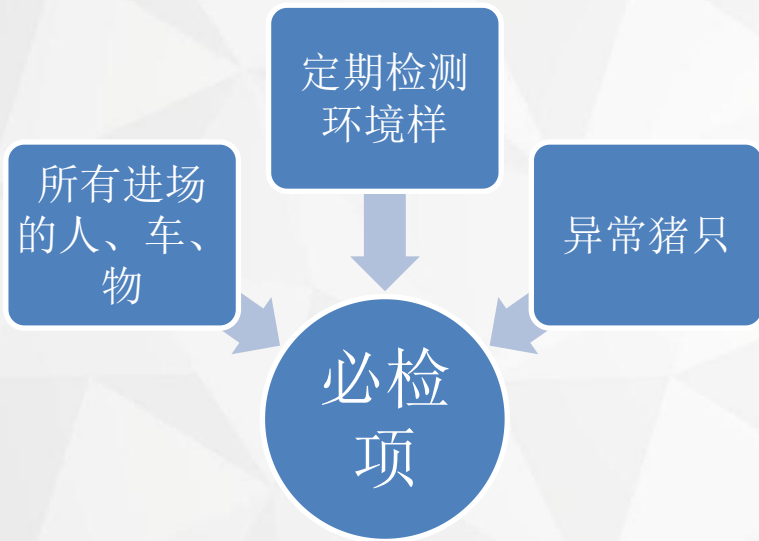 定期检测
环境样
所有进场
的人、车、
物
异常猪只
必检
项